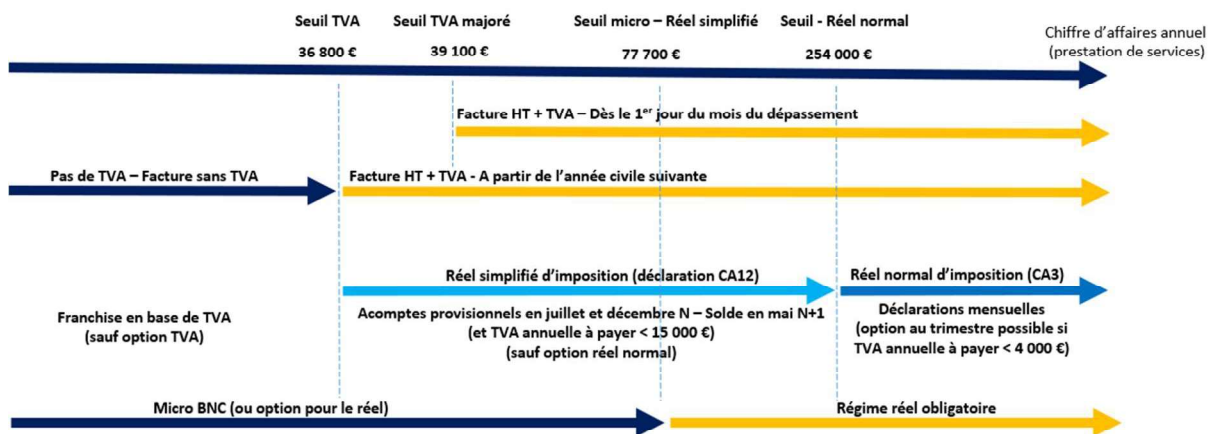 Seuil TVA
Seuil TVA majoré
Seuil micro – Réel simplifié
Seuil - Réel normal
Chiffre d'affaires annuel
(prestation de services)
36 800 €
39 100 €
77 700 €
254 000 €
Facture HT + TVA – Dès le 1er jour du mois du dépassement
Pas de TVA – Facture sans TVA
Facture HT + TVA - A partir de l'année civile suivante
Réel simplifié d'imposition (déclaration CA12)
Réel normal d'imposition (CA3)
Franchise en base de TVA
(sauf option TVA)
Acomptes provisionnels en juillet et décembre N – Solde en mai N+1
(et TVA annuelle à payer < 15 000 €)
(sauf option réel normal)
Déclarations mensuelles
(option au trimestre possible si
TVA annuelle à payer < 4 000 €)
Micro BNC (ou option pour le réel)
Régime réel obligatoire